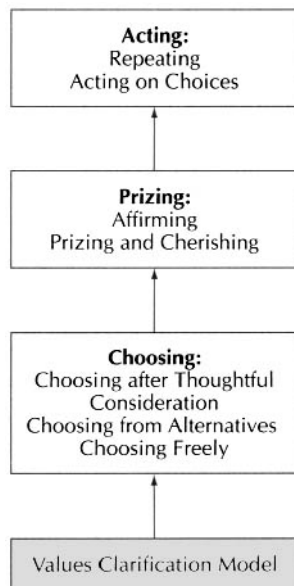 Acting:
Repeating
Acting on Choices
Prizing:
Affirming
Prizing and Cherishing
Choosing:
Choosing after Thoughtful
Consideration
Choosing from Alternatives
Choosing Freely
Values Clarification Model